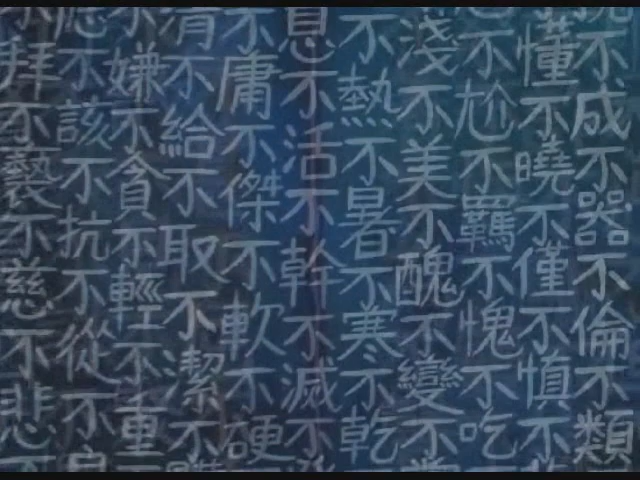 不成不器不倫不類
不懂不曉不僅不慎不
不尬不羈不愧不吃不
淺不美不醜不變不
不熱不暑不寒不乾
息不活不幹不滅不
不庸不傑不軟不硬
清不給不取不潔不
不嫌不貪不輕不重不
應不該不抗不從不
不拜不褻不慈不悲不